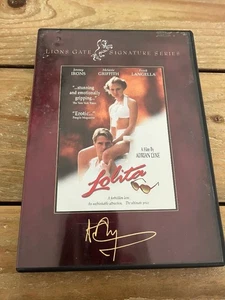 LIONS GATE SIGNATURE SERIES
Jeremy Melanie Frank
IRONS GRIFFITH LANGELLA
"...stunning
and emotionally
gripping..."
"Erotic..."
A Film By
ADRIAN LYNE
Lolita